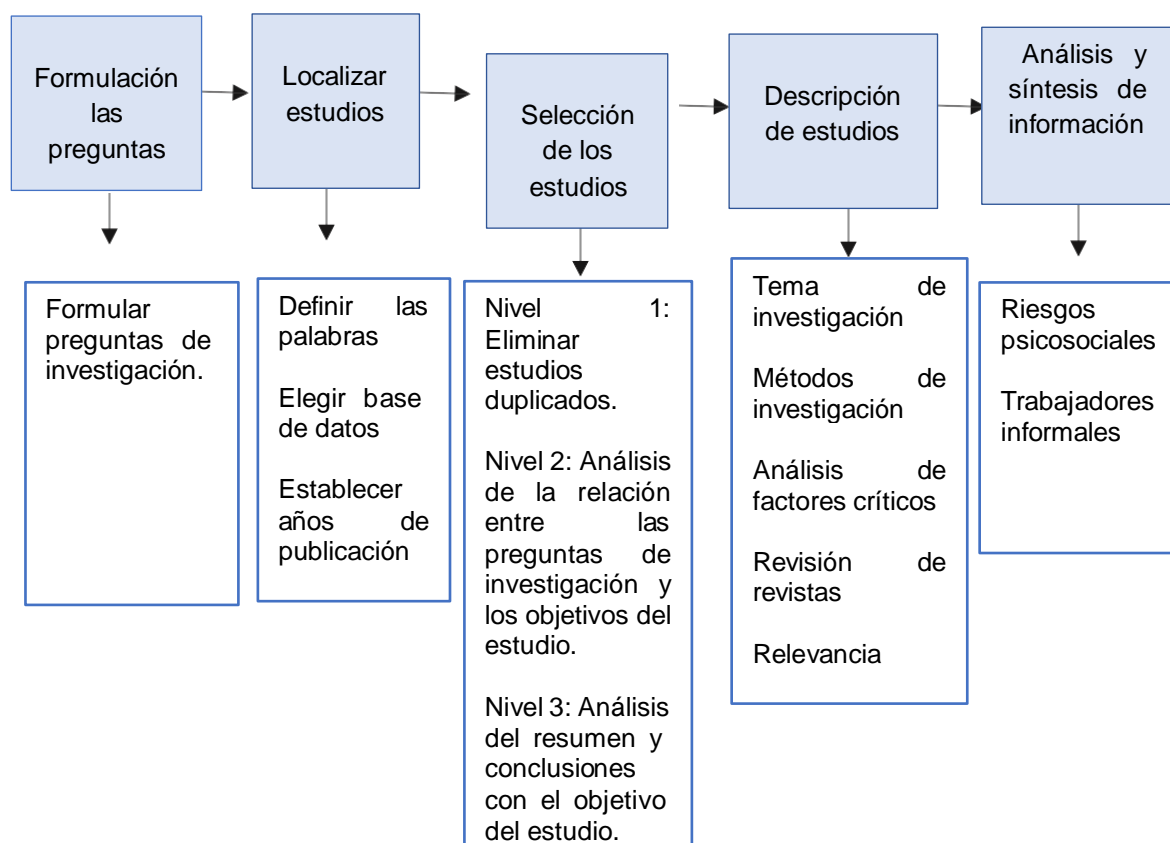 Formulación
las
preguntas
Localizar
estudios
Selección
de los
estudios
Descripción
de estudios
Análisis y
síntesis de
información
Formular
preguntas de
investigación.
Definir las
palabras
Elegir base
de datos
Establecer
años de
publicación
Nivel 1:
Eliminar
estudios
duplicados.
Nivel 2: Análisis
de la relación
entre las
preguntas de
investigación y
los objetivos del
estudio.
Nivel 3: Análisis
del resumen y
conclusiones
con el objetivo
del estudio.
Tema de
investigación
Métodos de
investigación
Análisis de
factores críticos
Revisión de
revistas
Relevancia
Riesgos
psicosociales
Trabajadores
informales